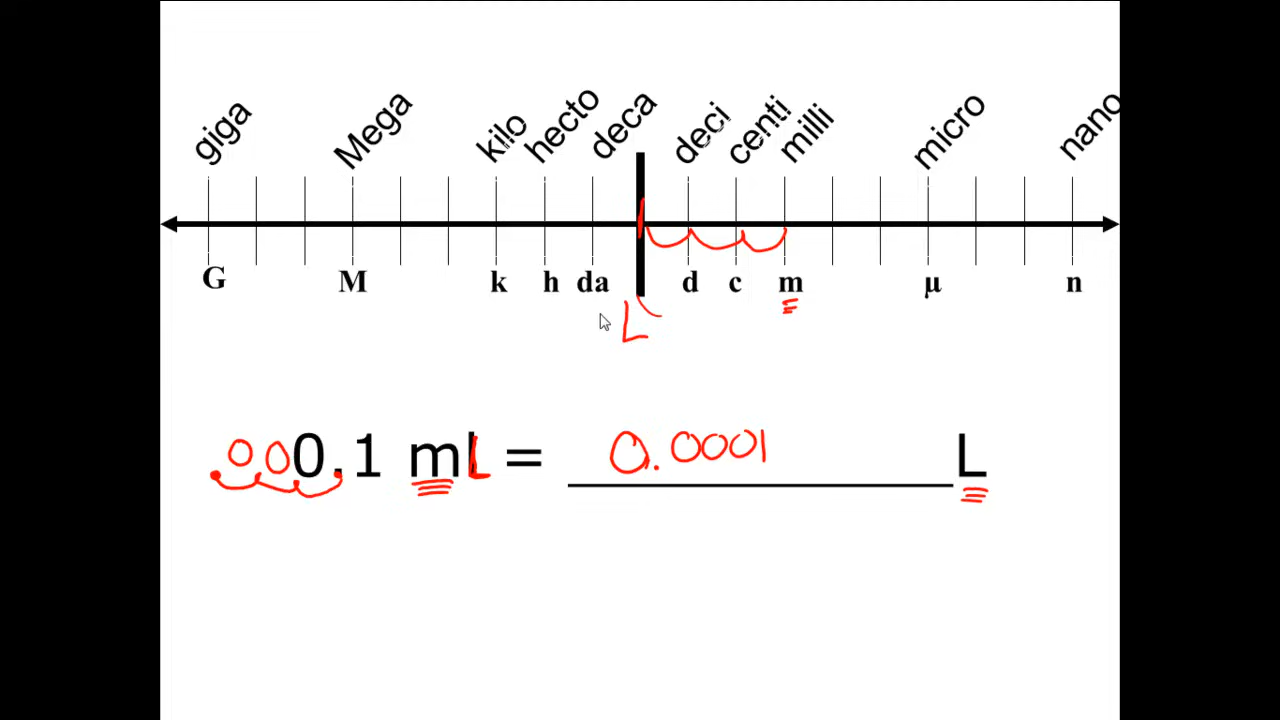 giga Mega kilo hecto deca deci centi milli micro nano
G M k h da d c m µ n
L
000.1 ml = 0.0001 L